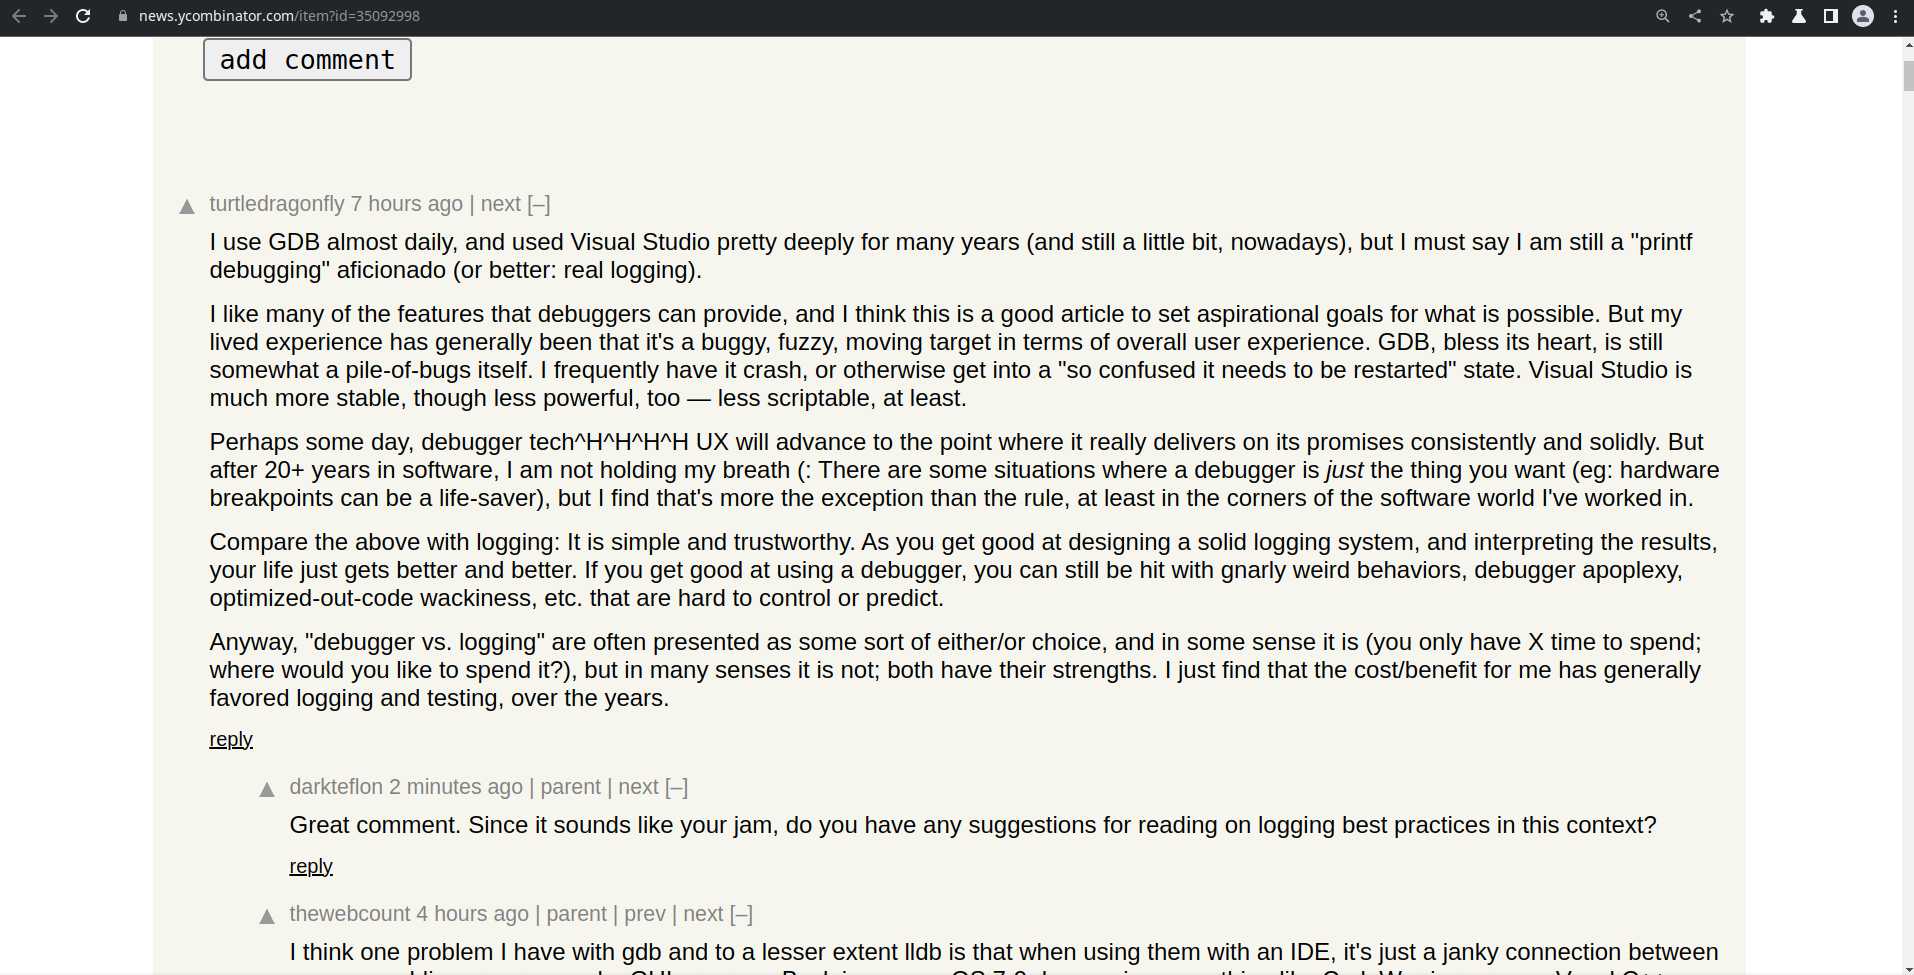 news.ycombinator.com/item?id=35092998
add comment
turtledragonfly 7 hours ago | next [–]
I use GDB almost daily, and used Visual Studio pretty deeply for many years (and still a little bit, nowadays), but I must say I am still a "printf
debugging" aficionado (or better: real logging).
I like many of the features that debuggers can provide, and I think this is a good article to set aspirational goals for what is possible. But my
lived experience has generally been that it's a buggy, fuzzy, moving target in terms of overall user experience. GDB, bless its heart, is still
somewhat a pile-of-bugs itself. I frequently have it crash, or otherwise get into a "so confused it needs to be restarted" state. Visual Studio is
much more stable, though less powerful, too — less scriptable, at least.
Perhaps some day, debugger tech^H^H^H^H UX will advance to the point where it really delivers on its promises consistently and solidly. But
after 20+ years in software, I am not holding my breath (: There are some situations where a debugger is just the thing you want (eg: hardware
breakpoints can be a life-saver), but I find that's more the exception than the rule, at least in the corners of the software world I've worked in.
Compare the above with logging: It is simple and trustworthy. As you get good at designing a solid logging system, and interpreting the results,
your life just gets better and better. If you get good at using a debugger, you can still be hit with gnarly weird behaviors, debugger apoplexy,
optimized-out-code wackiness, etc. that are hard to control or predict.
Anyway, "debugger vs. logging" are often presented as some sort of either/or choice, and in some sense it is (you only have X time to spend;
where would you like to spend it?), but in many senses it is not; both have their strengths. I just find that the cost/benefit for me has generally
favored logging and testing, over the years.
reply
darkteflon 2 minutes ago | parent | next [–]
Great comment. Since it sounds like your jam, do you have any suggestions for reading on logging best practices in this context?
reply
thewebcount 4 hours ago | parent | prev | next [–]
I think one problem I have with gdb and to a lesser extent lldb is that when using them with an IDE, it's just a janky connection between